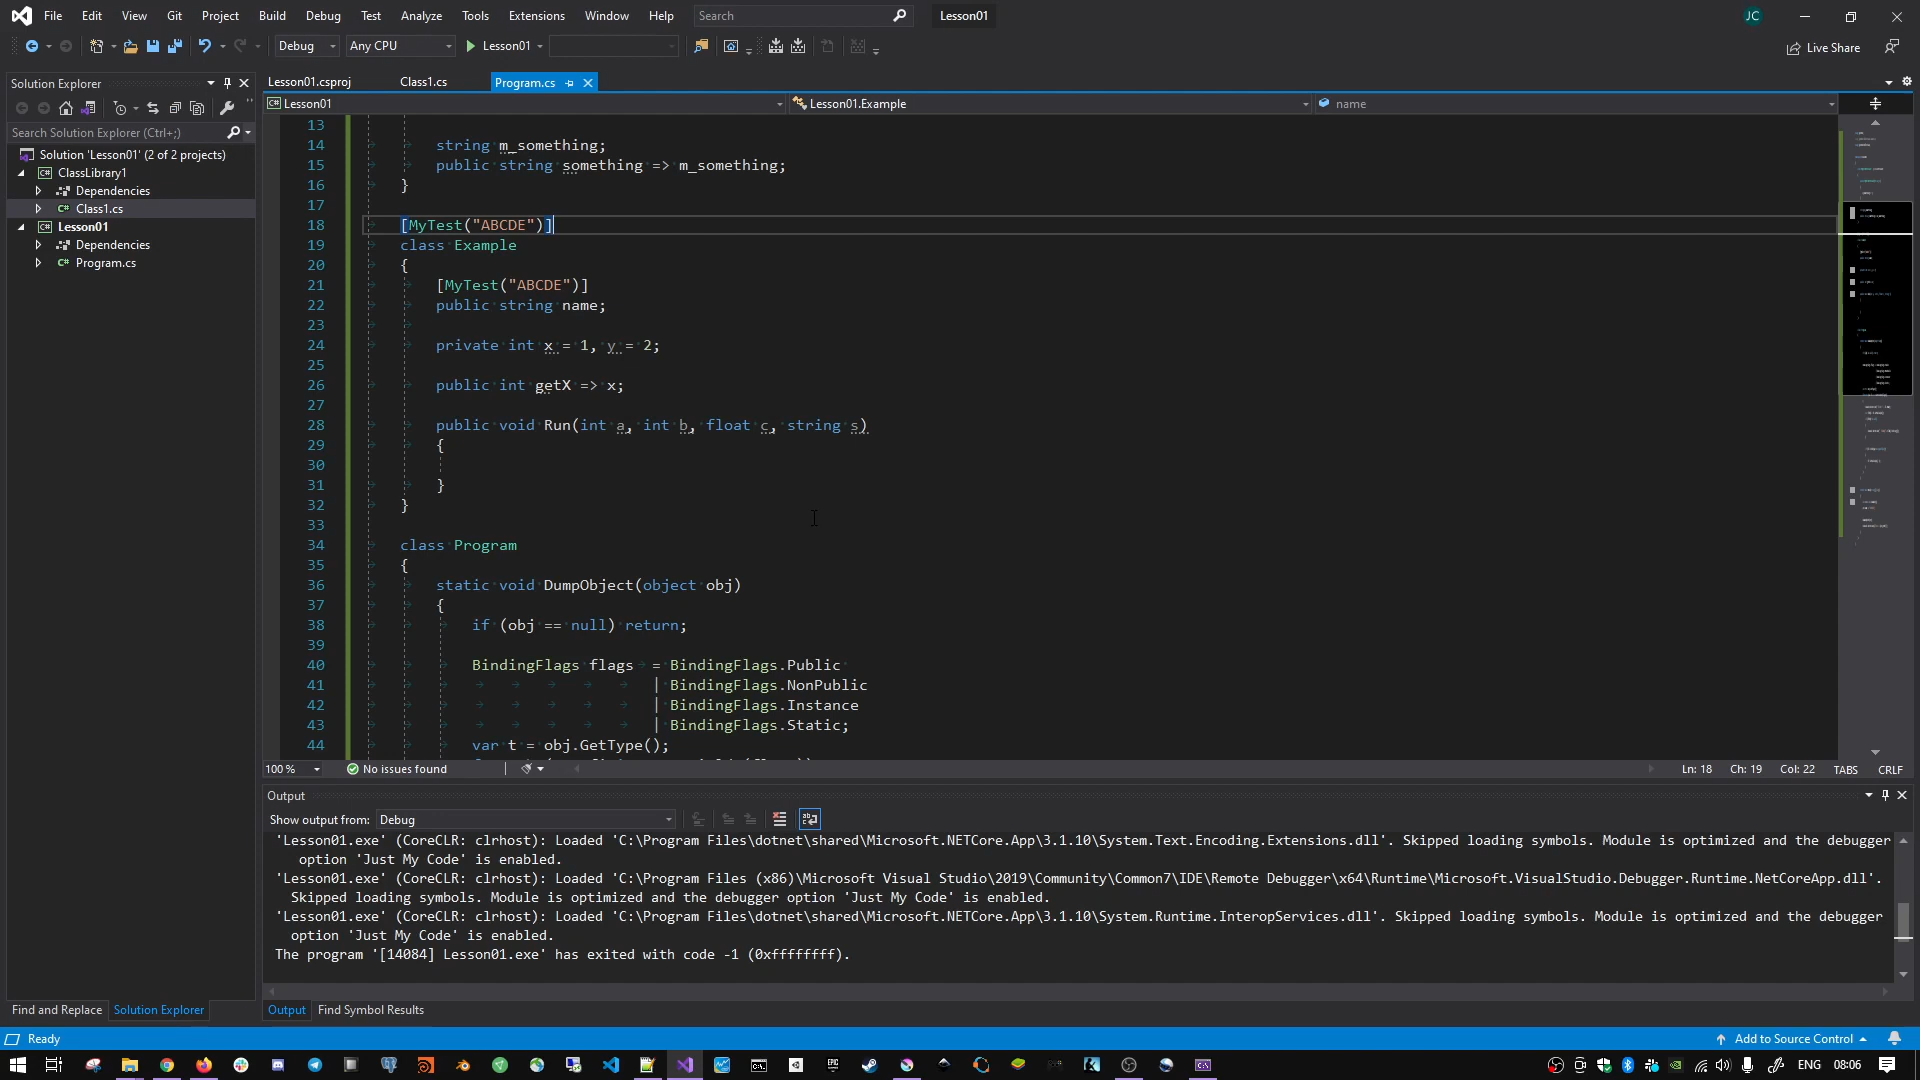 File Edit View Git Project Build Debug Test Analyze Tools Extensions Window Help Search Lesson01 JC
Debug Any CPU Lesson01 Live Share
Solution Explorer
Search Solution Explorer (Ctrl+;)
Solution 'Lesson01' (2 of 2 projects)
C# ClassLibrary1
Dependencies
C# Class1.cs
C# Lesson01
Dependencies
C# Program.cs
Find and Replace Solution Explorer
Lesson01.csproj Class1.cs Program.cs
C# Lesson01 Lesson01.Example name
13
14 string m_something;
15 public string something => m_something;
16 }
17
18 [MyTest("ABCDE")]
19 class Example
20 {
21 [MyTest("ABCDE")]
22 public string name;
23
24 private int x = 1, y = 2;
25
26 public int getX => x;
27
28 public void Run(int a, int b, float c, string s)
29 {
30
31 }
32 }
33
34 class Program
35 {
36 static void DumpObject(object obj)
37 {
38 if (obj == null) return;
39
40 BindingFlags flags = BindingFlags.Public
41 | BindingFlags.NonPublic
42 | BindingFlags.Instance
43 | BindingFlags.Static;
44 var t = obj.GetType();
100 % No issues found Ln: 18 Ch: 19 Col: 22 TABS CRLF
Output
Show output from: Debug
'Lesson01.exe' (CoreCLR: clrhost): Loaded 'C:\Program Files\dotnet\shared\Microsoft.NETCore.App\3.1.10\System.Text.Encoding.Extensions.dll'. Skipped loading symbols. Module is optimized and the debugger
option 'Just My Code' is enabled.
'Lesson01.exe' (CoreCLR: clrhost): Loaded 'C:\Program Files (x86)\Microsoft Visual Studio\2019\Community\Common7\IDE\Remote Debugger\x64\Runtime\Microsoft.VisualStudio.Debugger.Runtime.NetCoreApp.dll'.
Skipped loading symbols. Module is optimized and the debugger option 'Just My Code' is enabled.
'Lesson01.exe' (CoreCLR: clrhost): Loaded 'C:\Program Files\dotnet\shared\Microsoft.NETCore.App\3.1.10\System.Runtime.InteropServices.dll'. Skipped loading symbols. Module is optimized and the debugger
option 'Just My Code' is enabled.
The program '[14084] Lesson01.exe' has exited with code -1 (0xffffffff).
Output Find Symbol Results
Ready Add to Source Control
ENG 08:06